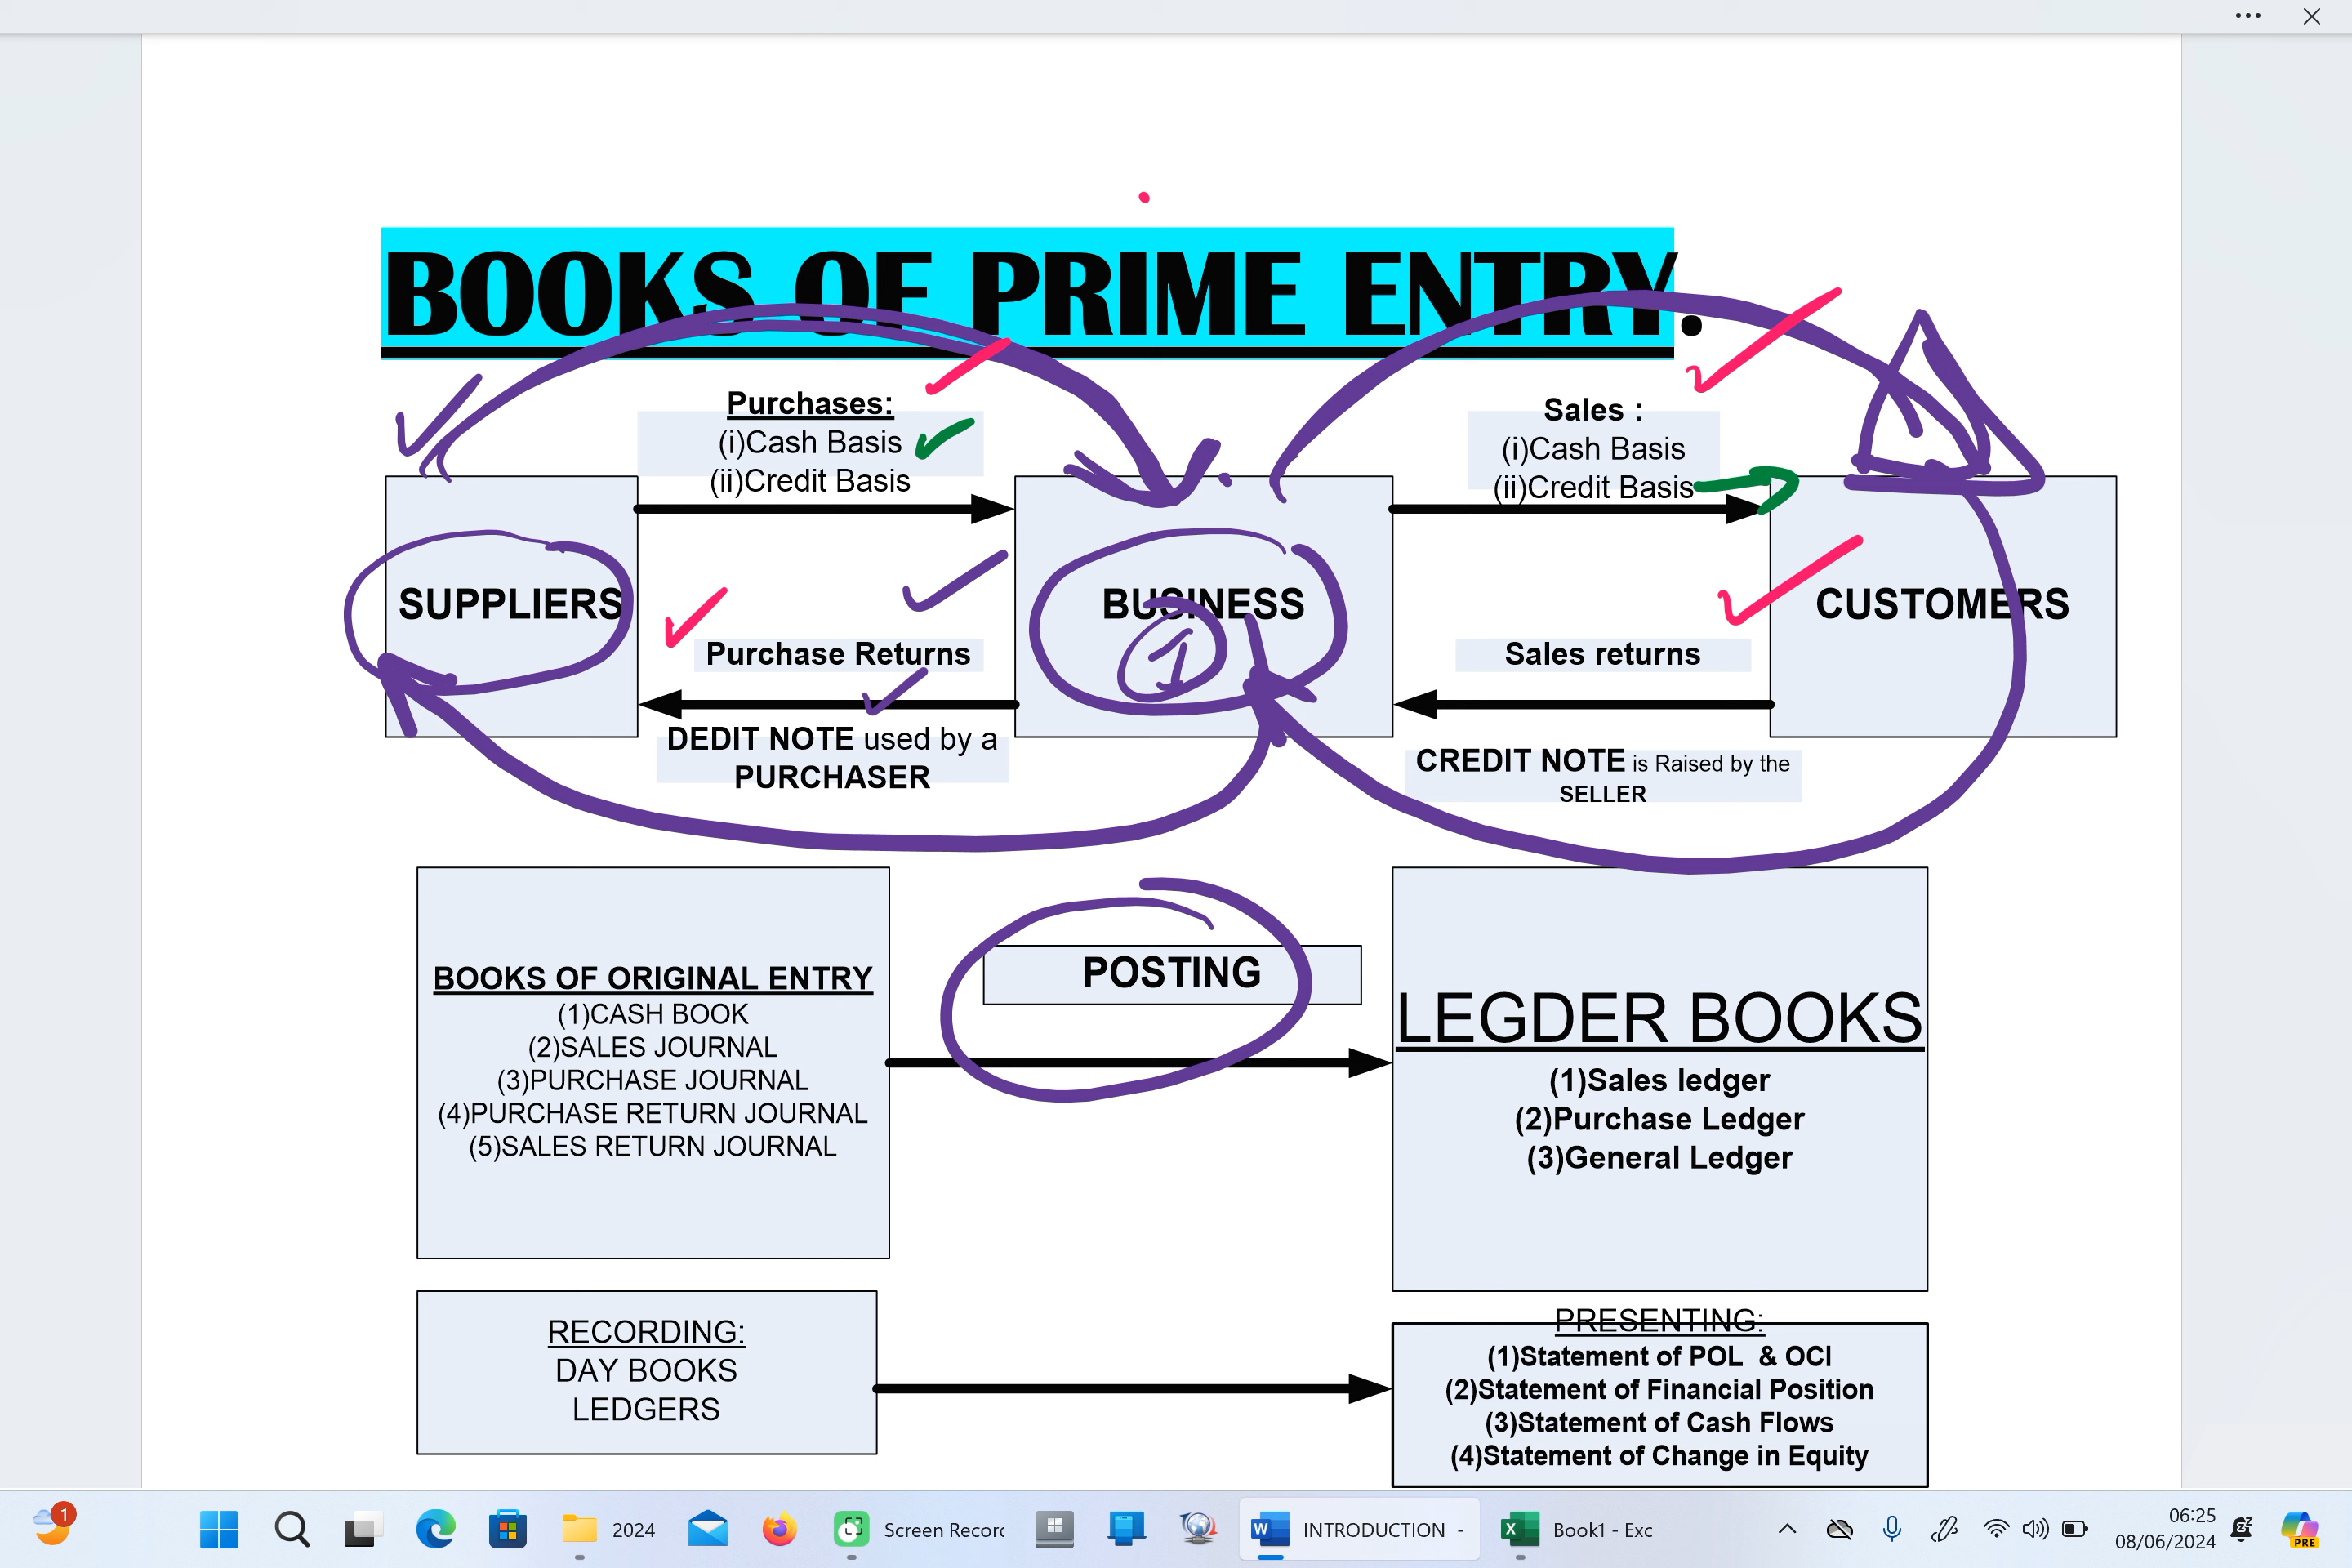 BOOKS OF PRIME ENTRY.
Purchases:
(i)Cash Basis
(ii)Credit Basis
Sales :
(i)Cash Basis
(ii)Credit Basis
SUPPLIERS
BUSINESS
1
CUSTOMERS
Purchase Returns
Sales returns
DEDIT NOTE used by a
PURCHASER
CREDIT NOTE is Raised by the
SELLER
BOOKS OF ORIGINAL ENTRY
(1)CASH BOOK
(2)SALES JOURNAL
(3)PURCHASE JOURNAL
(4)PURCHASE RETURN JOURNAL
(5)SALES RETURN JOURNAL
POSTING
LEGDER BOOKS
(1)Sales ledger
(2)Purchase Ledger
(3)General Ledger
RECORDING:
DAY BOOKS
LEDGERS
PRESENTING:
(1)Statement of POL & OCI
(2)Statement of Financial Position
(3)Statement of Cash Flows
(4)Statement of Change in Equity
1
2024
Screen Recor
INTRODUCTION -
Book1 - Exc
06:25
08/06/2024
PRE